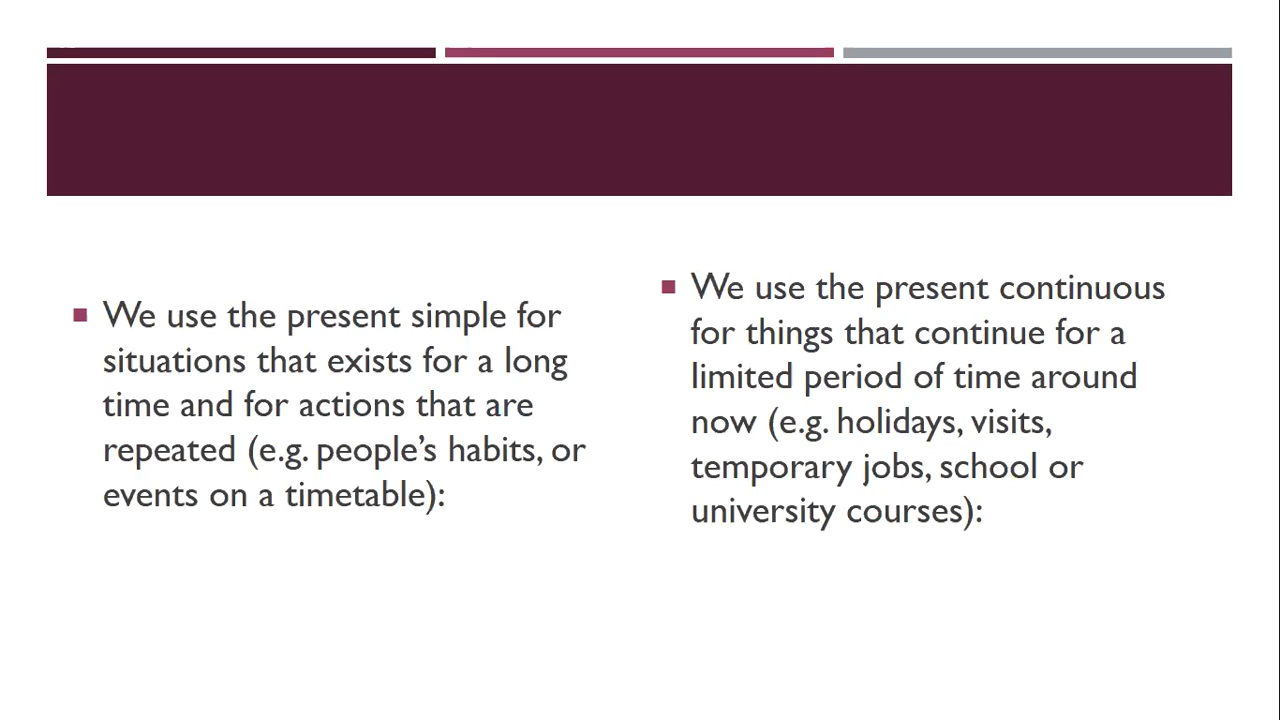 We use the present simple for
situations that exists for a long
time and for actions that are
repeated (e.g. people’s habits, or
events on a timetable):
We use the present continuous
for things that continue for a
limited period of time around
now (e.g. holidays, visits,
temporary jobs, school or
university courses):